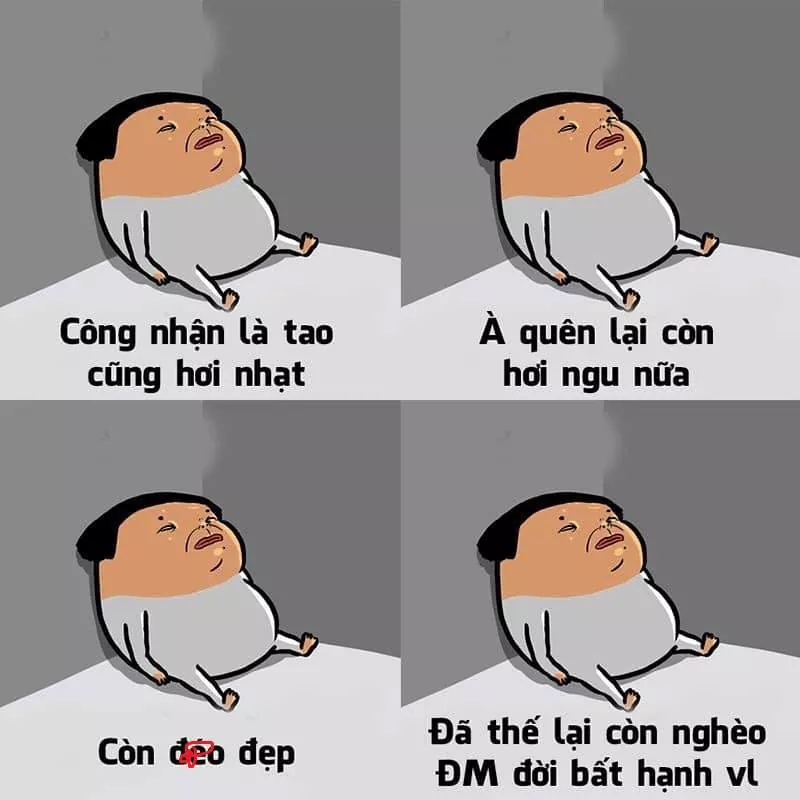 Công nhận là tao
cũng hơi nhạt
À quên lại còn
hơi ngu nữa
Còn đéo đẹp
Đã thế lại còn nghèo
ĐM đời bất hạnh vl